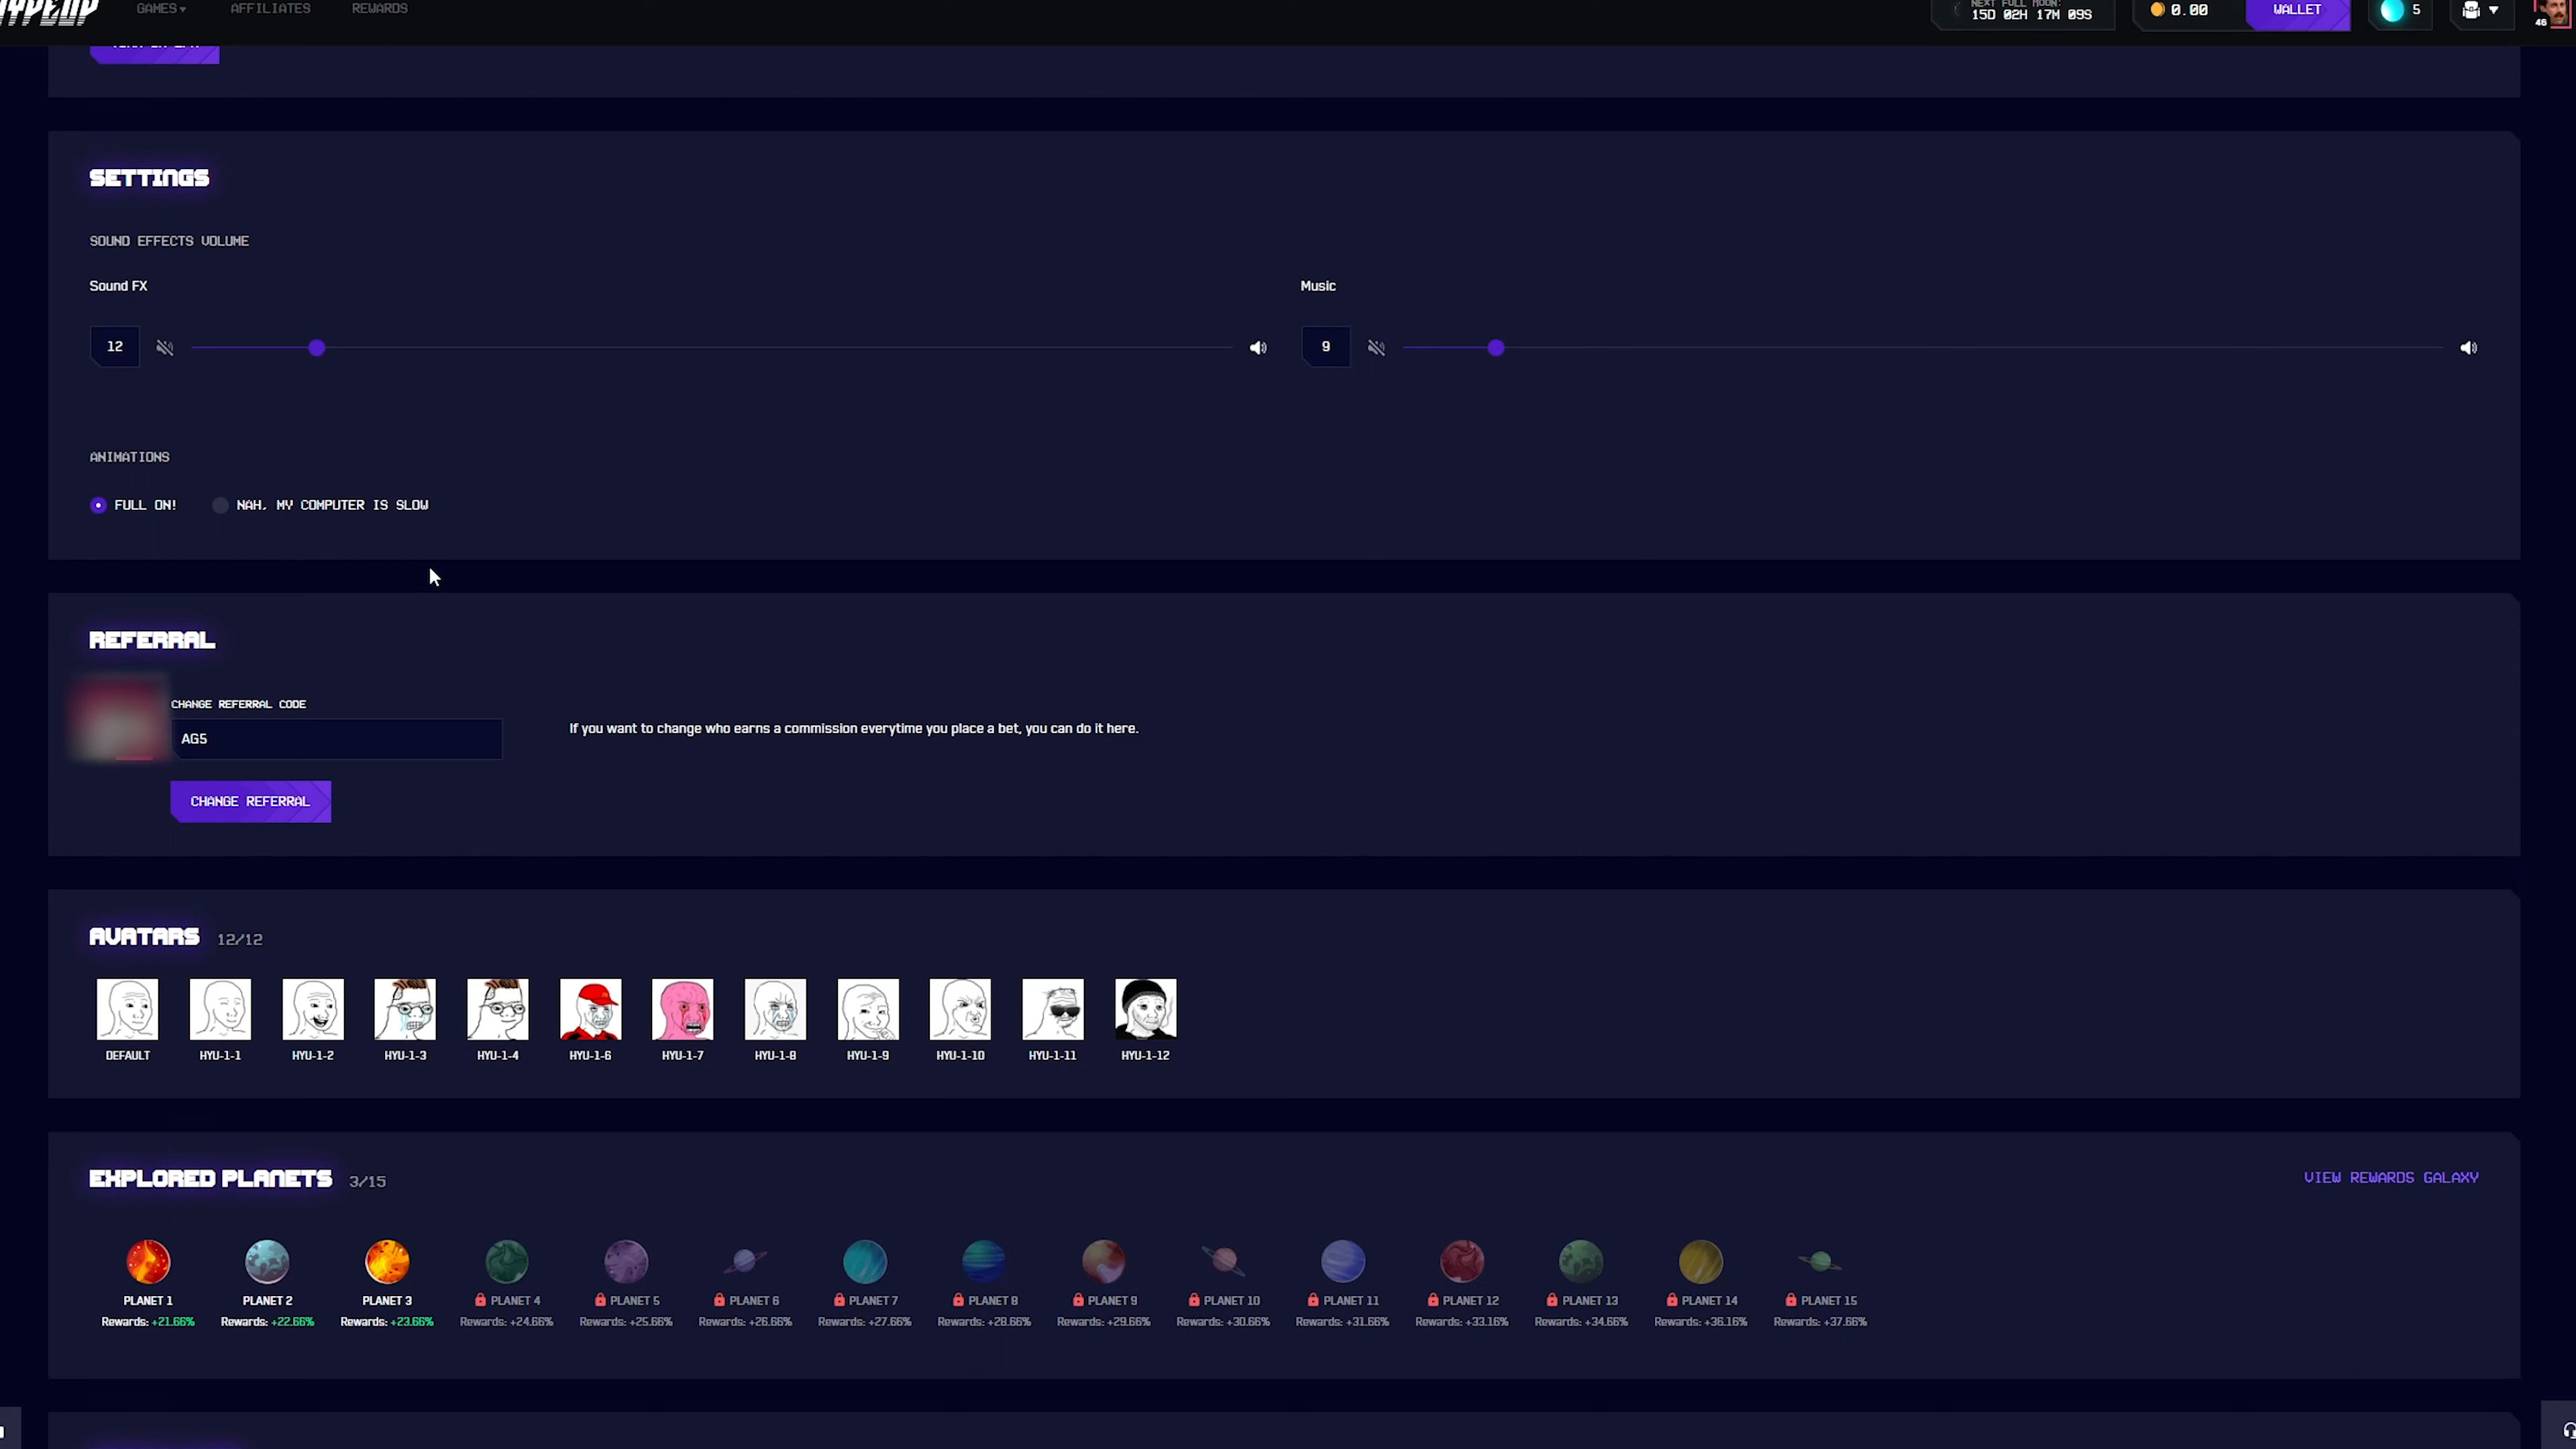 HYPEUP
GAMES
AFFILIATES
REWARDS
NEXT FULL MOON:
15D 02H 17M 09S
0.00
WALLET
5
46
SETTINGS
SOUND EFFECTS VOLUME
Sound FX
Music
12
9
ANIMATIONS
FULL ON!
NAH, MY COMPUTER IS SLOW
REFERRAL
CHANGE REFERRAL CODE
AG5
If you want to change who earns a commission everytime you place a bet, you can do it here.
CHANGE REFERRAL
AVATARS 12/12
DEFAULT HYU-1-1 HYU-1-2 HYU-1-3 HYU-1-4 HYU-1-6 HYU-1-7 HYU-1-8 HYU-1-9 HYU-1-10 HYU-1-11 HYU-1-12
EXPLORED PLANETS 3/15
VIEW REWARDS GALAXY
PLANET 1 PLANET 2 PLANET 3 PLANET 4 PLANET 5 PLANET 6 PLANET 7 PLANET 8 PLANET 9 PLANET 10 PLANET 11 PLANET 12 PLANET 13 PLANET 14 PLANET 15
Rewards: +21.66% Rewards: +22.66% Rewards: +23.66% Rewards: +24.66% Rewards: +25.66% Rewards: +26.66% Rewards: +27.66% Rewards: +28.66% Rewards: +29.66% Rewards: +30.66% Rewards: +31.66% Rewards: +33.16% Rewards: +34.66% Rewards: +36.16% Rewards: +37.66%